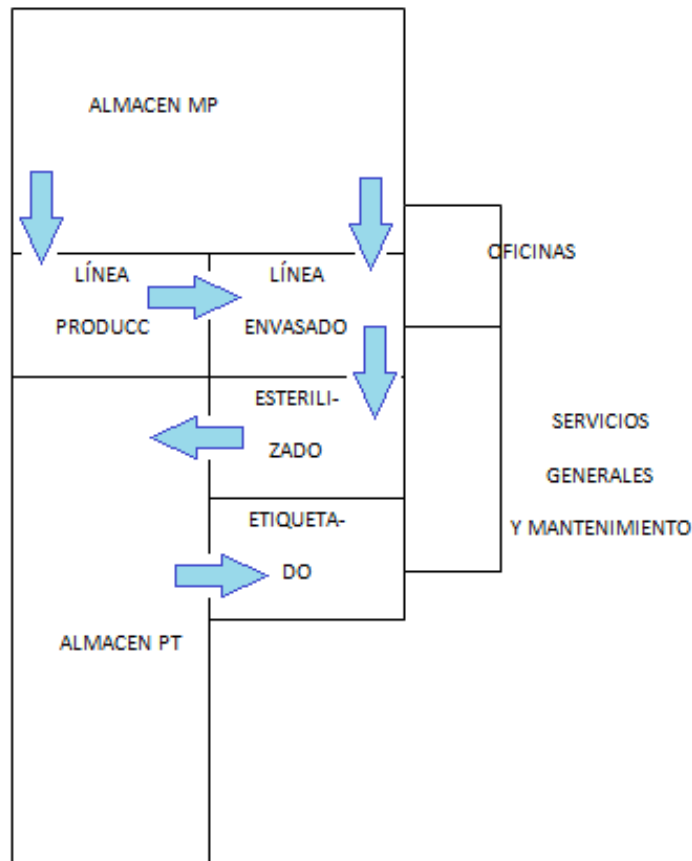 ALMACEN MP
OFICINAS
LÍNEA
PRODUCC
LÍNEA
ENVASADO
ESTERILI-
ZADO
SERVICIOS
GENERALES
Y MANTENIMIENTO
ETIQUETA-
DO
ALMACEN PT